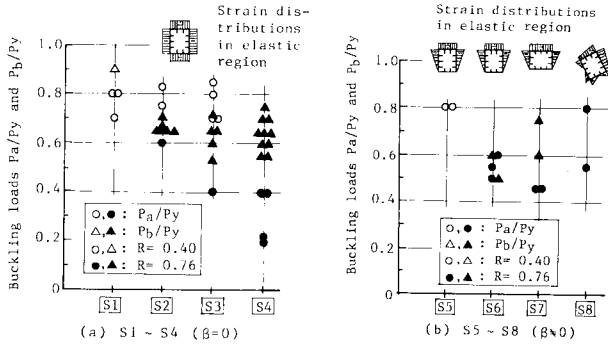 Strain dis-
tributions
in elastic
region
(a)
Buckling loads Pa/Py and Pb/Py
1.0
0.8
0.6
0.4
0.2
0
○,●: Pa/Py
△,▲: Pb/Py
○,△: R= 0.40
●,▲: R= 0.76
S1 S2 S3 S4
(a) S1 ~ S4 (β=0)
Strain distributions
in elastic region
(b)
Buckling loads Pa/Py and Pb/Py
1.0
0.8
0.6
0.4
0.2
0
○,●: Pa/Py
△,▲: Pb/Py
○,△: R= 0.40
●,▲: R= 0.76
S5 S6 S7 S8
(b) S5 ~ S8 (β≠0)